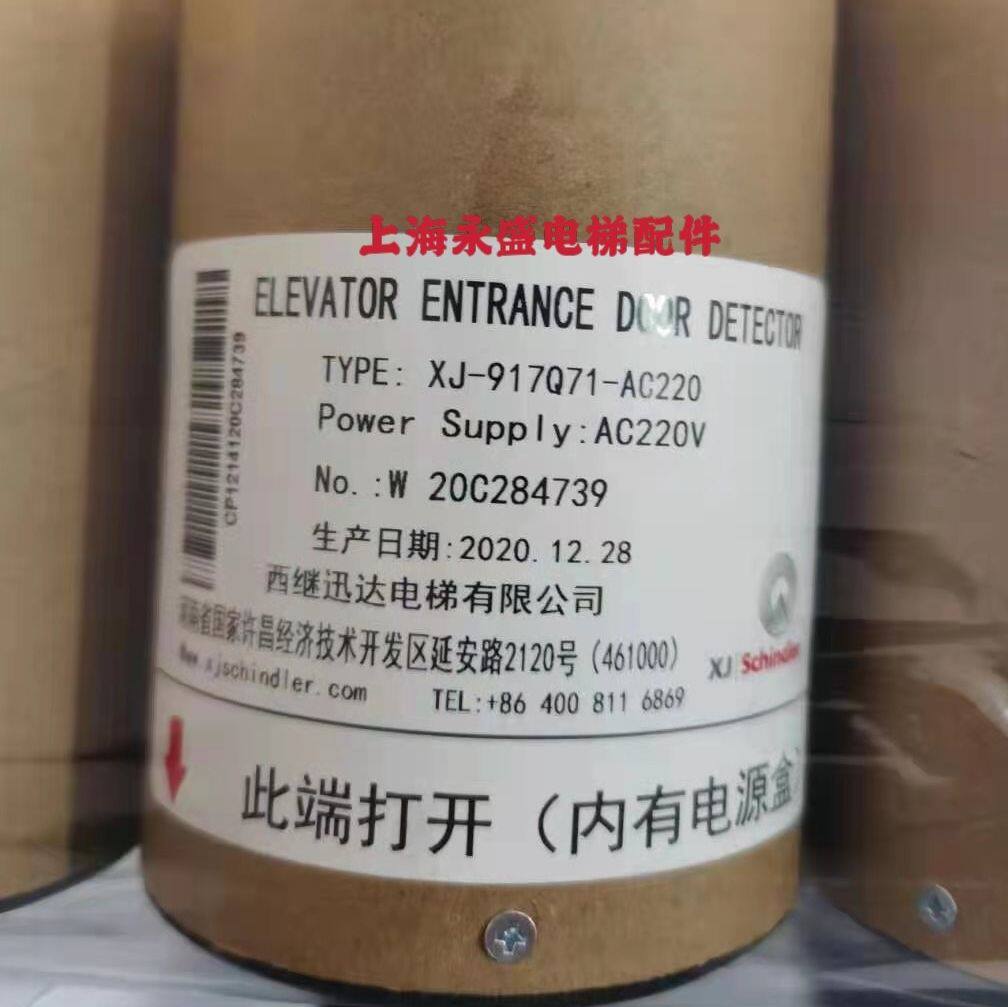 上海永盛电梯配件
ELEVATOR ENTRANCE DOOR DETECTOR
TYPE: XJ-917Q71-AC220
Power Supply:AC220V
No.:W 20C284739
生产日期:2020.12.28
西继迅达电梯有限公司
河南省国家许昌经济技术开发区延安路2120号(461000)
Www.xjschindler.com TEL:+86 400 811 6869
XJ Schindler
CP1214120C284739
此端打开(内有电源盒)